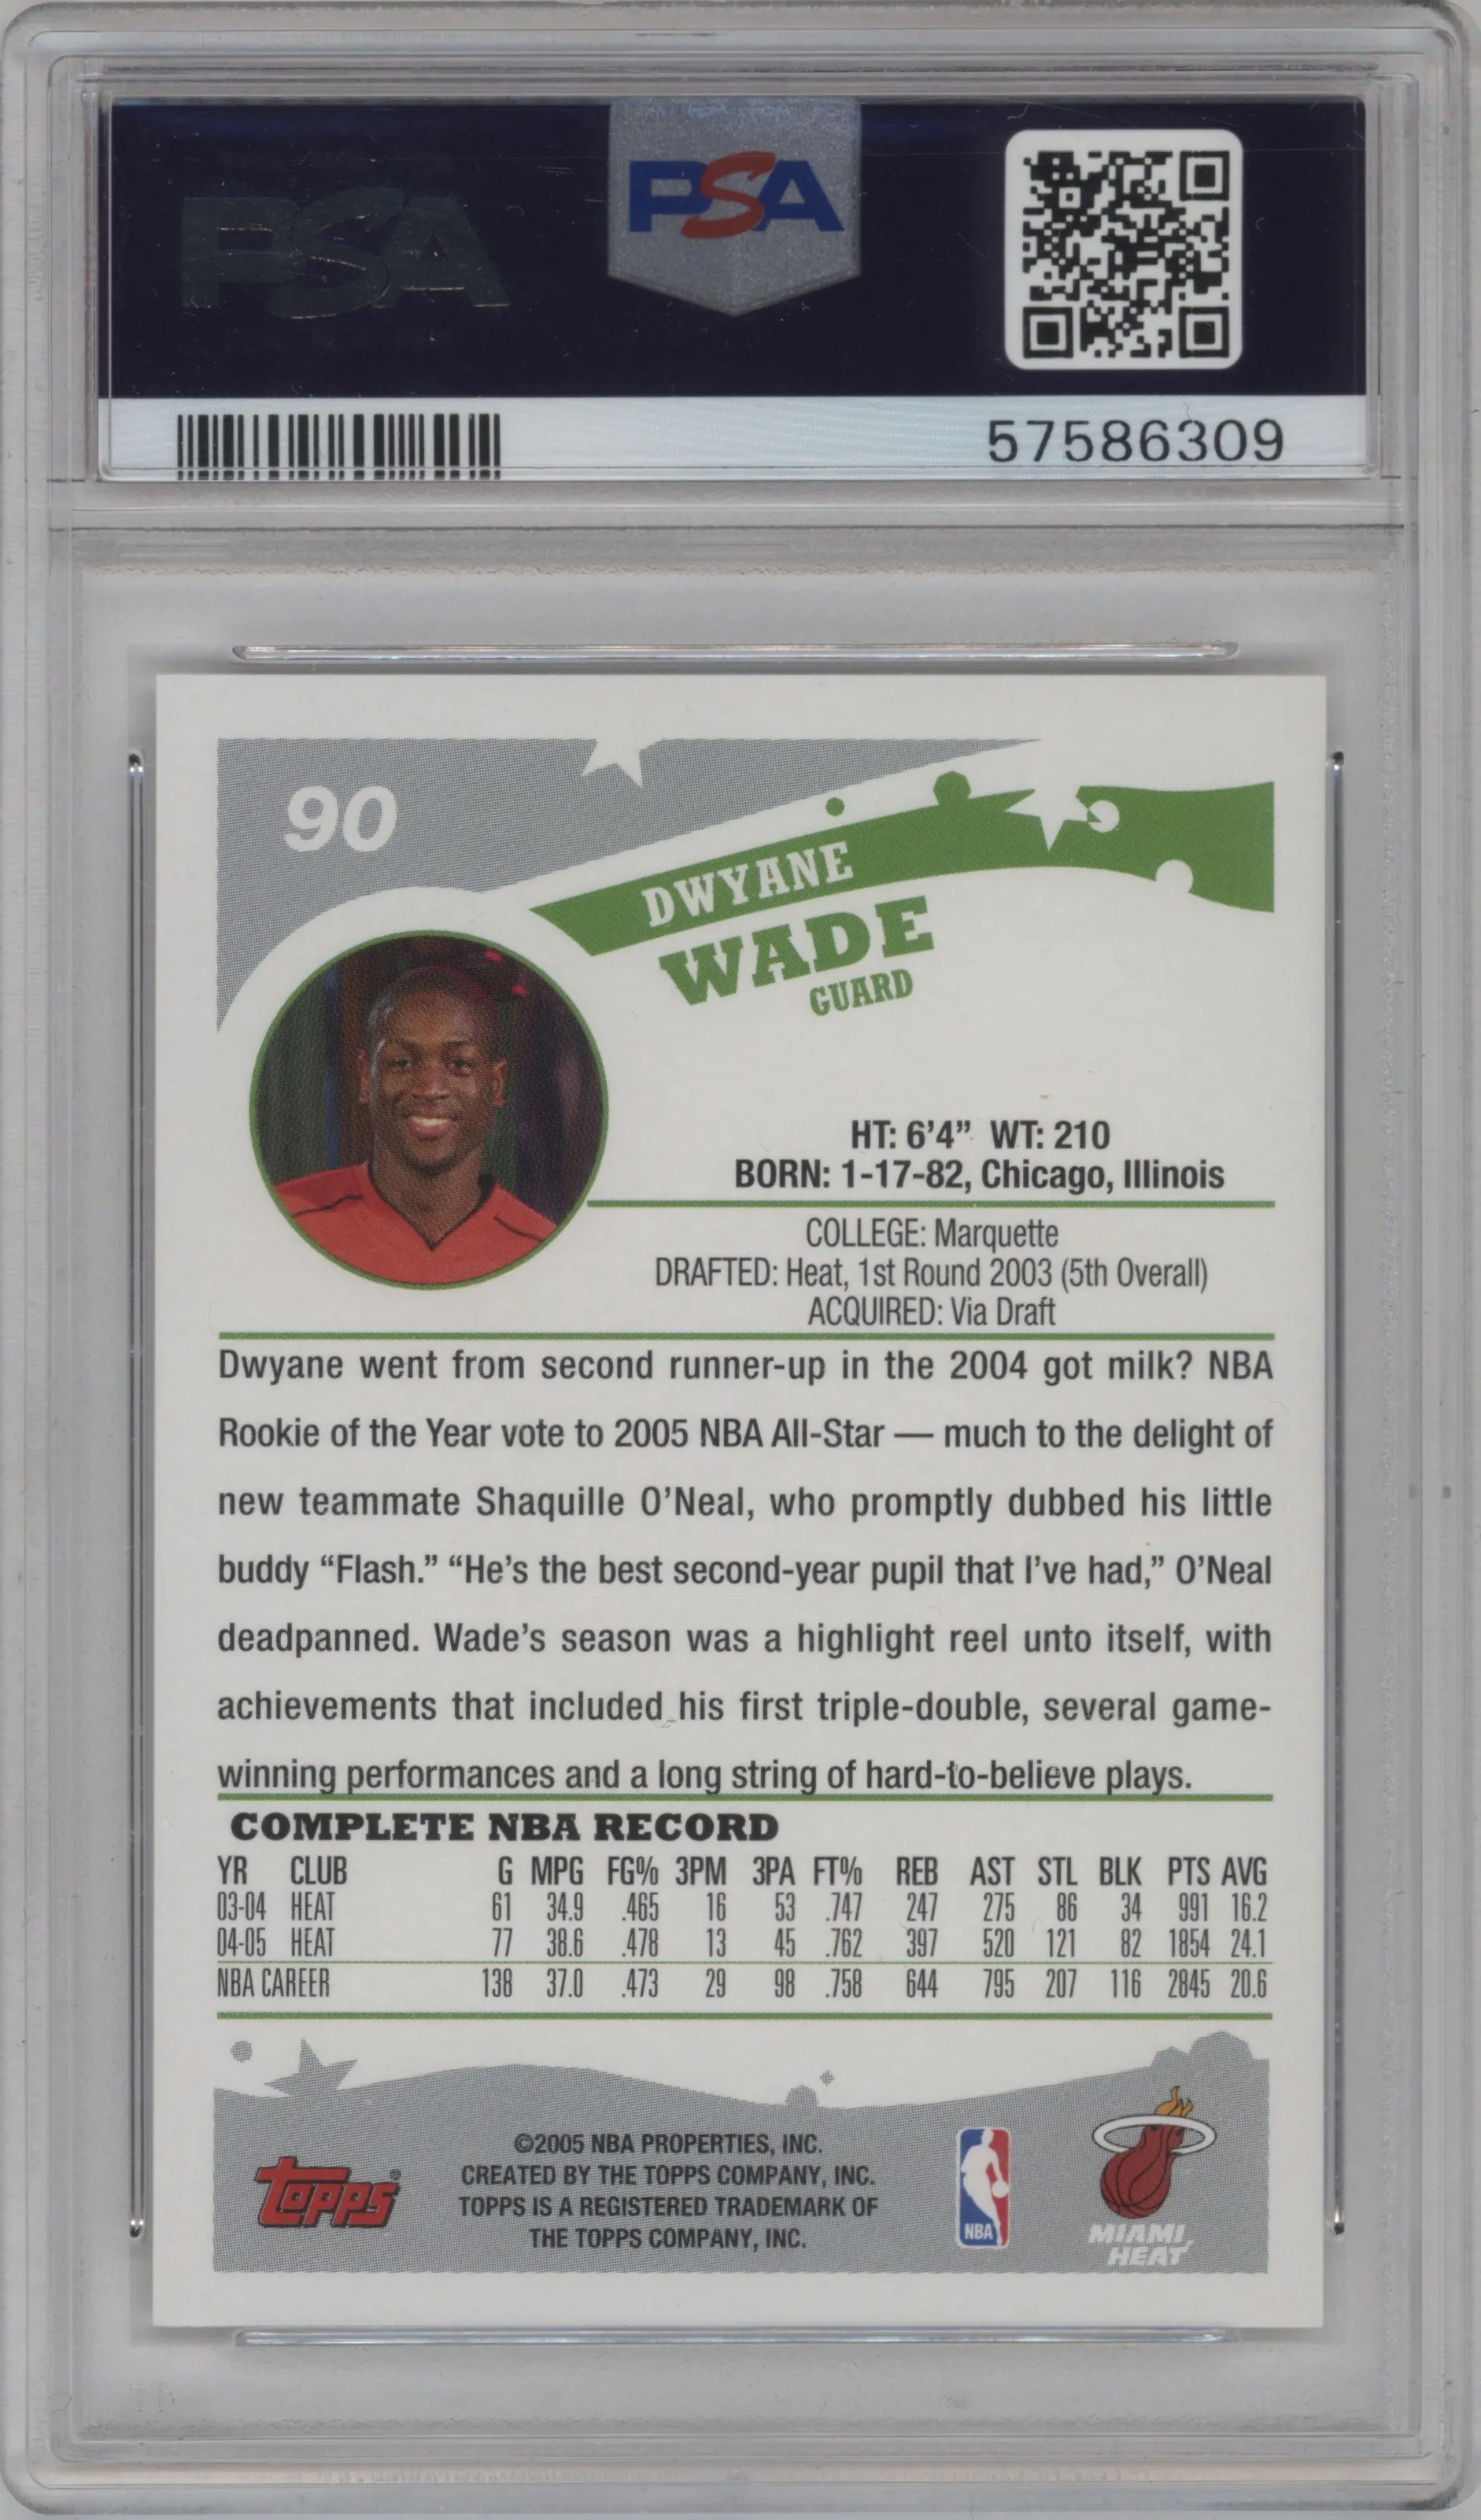 PSA
PSA
57586309
90
DWYANE
WADE
GUARD
HT: 6'4" WT: 210
BORN: 1-17-82, Chicago, Illinois
COLLEGE: Marquette
DRAFTED: Heat, 1st Round 2003 (5th Overall)
ACQUIRED: Via Draft
Dwyane went from second runner-up in the 2004 got milk? NBA
Rookie of the Year vote to 2005 NBA All-Star — much to the delight of
new teammate Shaquille O'Neal, who promptly dubbed his little
buddy “Flash.” “He's the best second-year pupil that I've had,” O'Neal
deadpanned. Wade's season was a highlight reel unto itself, with
achievements that included his first triple-double, several game-
winning performances and a long string of hard-to-believe plays.
COMPLETE NBA RECORD
YR CLUB G MPG FG% 3PM 3PA FT% REB AST STL BLK PTS AVG
03-04 HEAT 61 34.9 .465 16 53 .747 247 275 86 34 991 16.2
04-05 HEAT 77 38.6 .478 13 45 .762 397 520 121 82 1854 24.1
NBA CAREER 138 37.0 .473 29 98 .758 644 795 207 116 2845 20.6
©2005 NBA PROPERTIES, INC.
CREATED BY THE TOPPS COMPANY, INC.
TOPPS IS A REGISTERED TRADEMARK OF
THE TOPPS COMPANY, INC.
topps®
NBA
MIAMI
HEAT